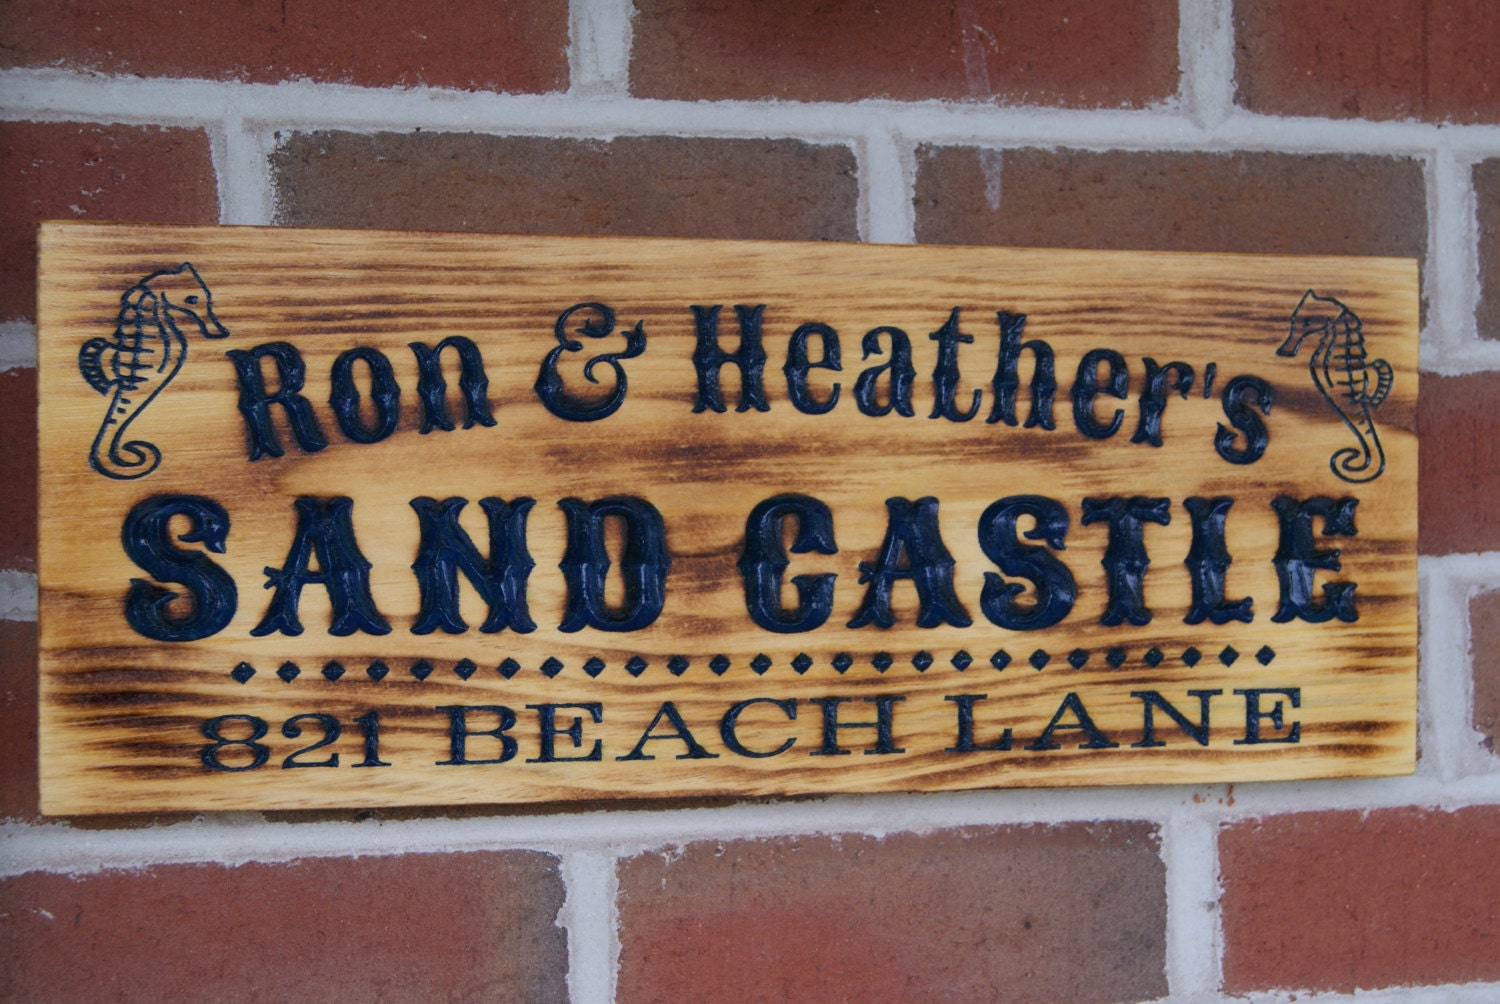 Ron & Heather's
SAND CASTLE
821 BEACH LANE